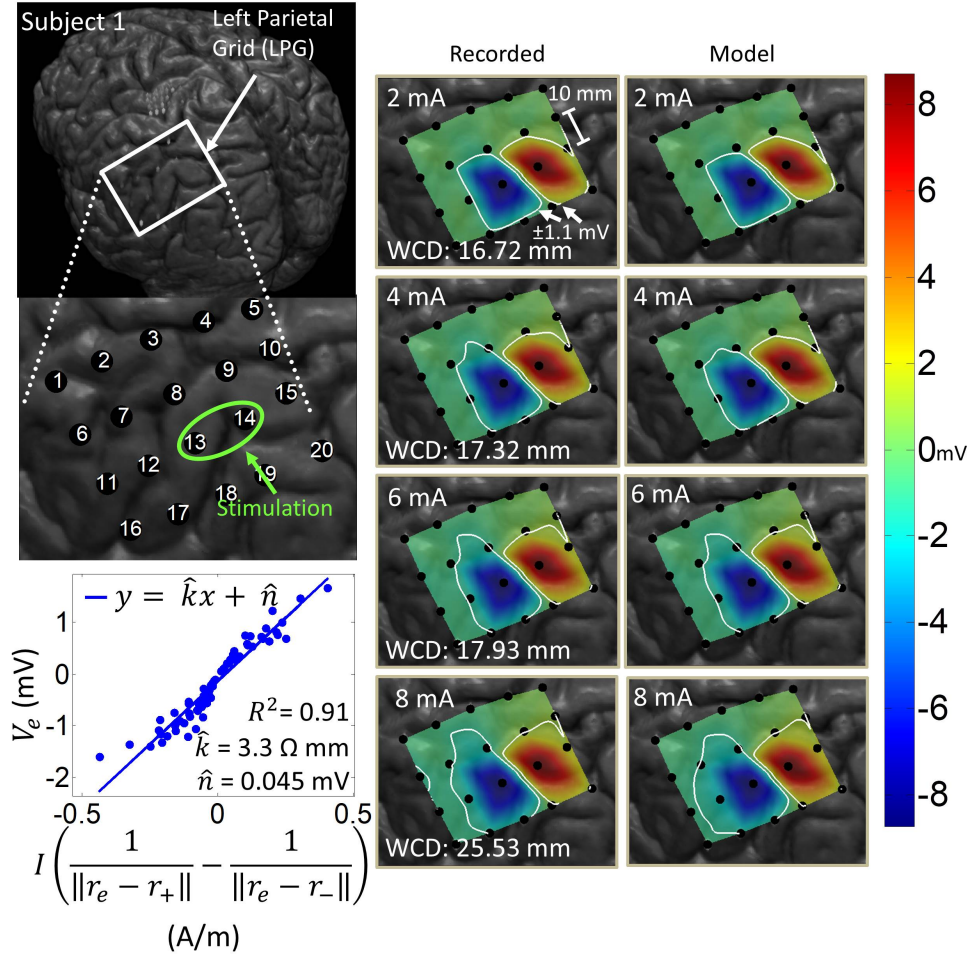 Subject 1
Left Parietal
Grid (LPG)
1
2
3
4
5
6
7
8
9
10
11
12
13
14
15
16
17
18
19
20
Stimulation
y = k̂x + n̂
R² = 0.91
k̂ = 3.3 Ω mm
n̂ = 0.045 mV
V_e (mV)
1
0
-1
-2
-0.5
0
0.5
I ( 1 / ‖r_e − r_+‖ − 1 / ‖r_e − r_−‖ )
(A/m)
Recorded
Model
2 mA
10 mm
±1.1 mV
WCD: 16.72 mm
2 mA
4 mA
WCD: 17.32 mm
4 mA
6 mA
WCD: 17.93 mm
6 mA
8 mA
WCD: 25.53 mm
8 mA
8
6
4
2
0mV
-2
-4
-6
-8